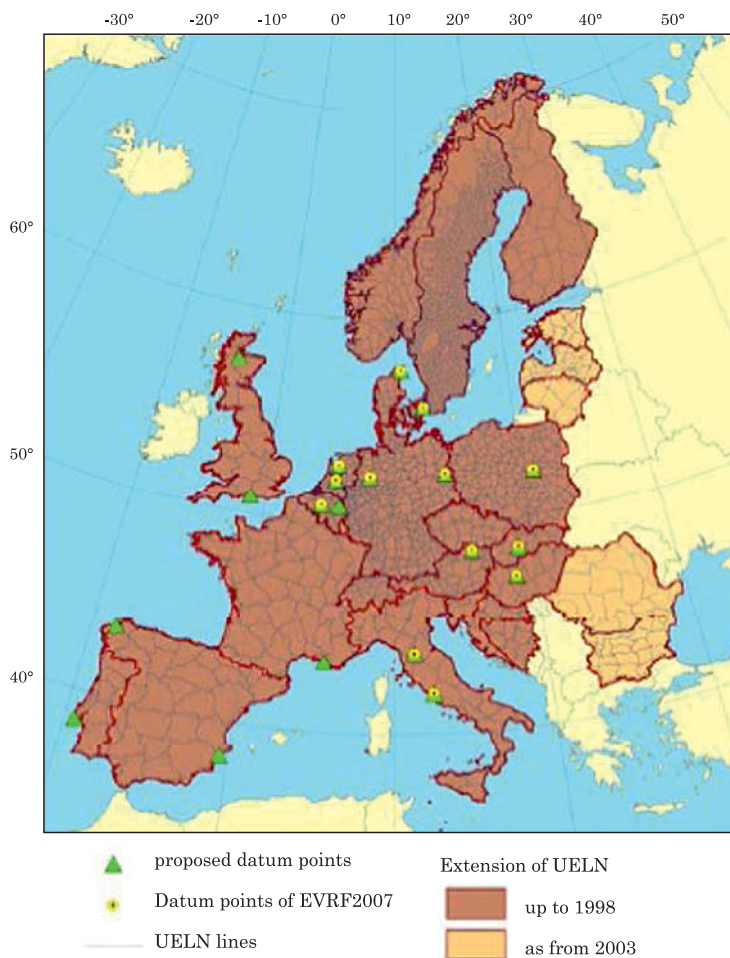 -30° -20° -10° 0° 10° 20° 30° 40° 50°
60°
50°
40°
proposed datum points
Datum points of EVRF2007
UELN lines
Extension of UELN
up to 1998
as from 2003